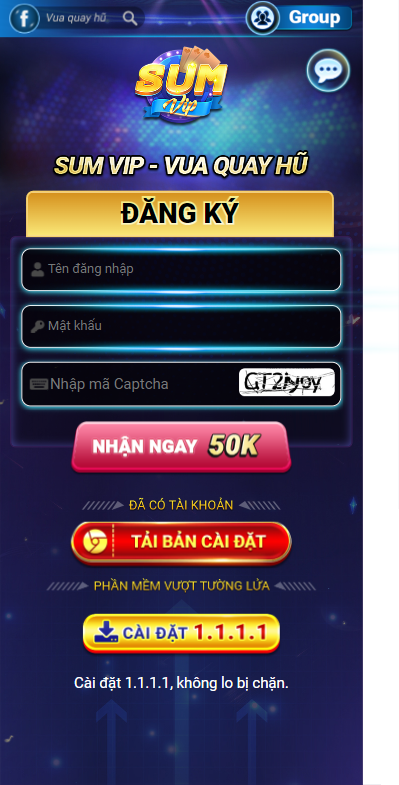 Vua quay hũ
Group
SUM
Vip
SUM VIP - VUA QUAY HŨ
ĐĂNG KÝ
Tên đăng nhập
Mật khẩu
Nhập mã Captcha
NHẬN NGAY 50K
ĐÃ CÓ TÀI KHOẢN
TẢI BẢN CÀI ĐẶT
PHẦN MỀM VƯỢT TƯỜNG LỬA
CÀI ĐẶT 1.1.1.1
Cài đặt 1.1.1.1, không lo bị chặn.